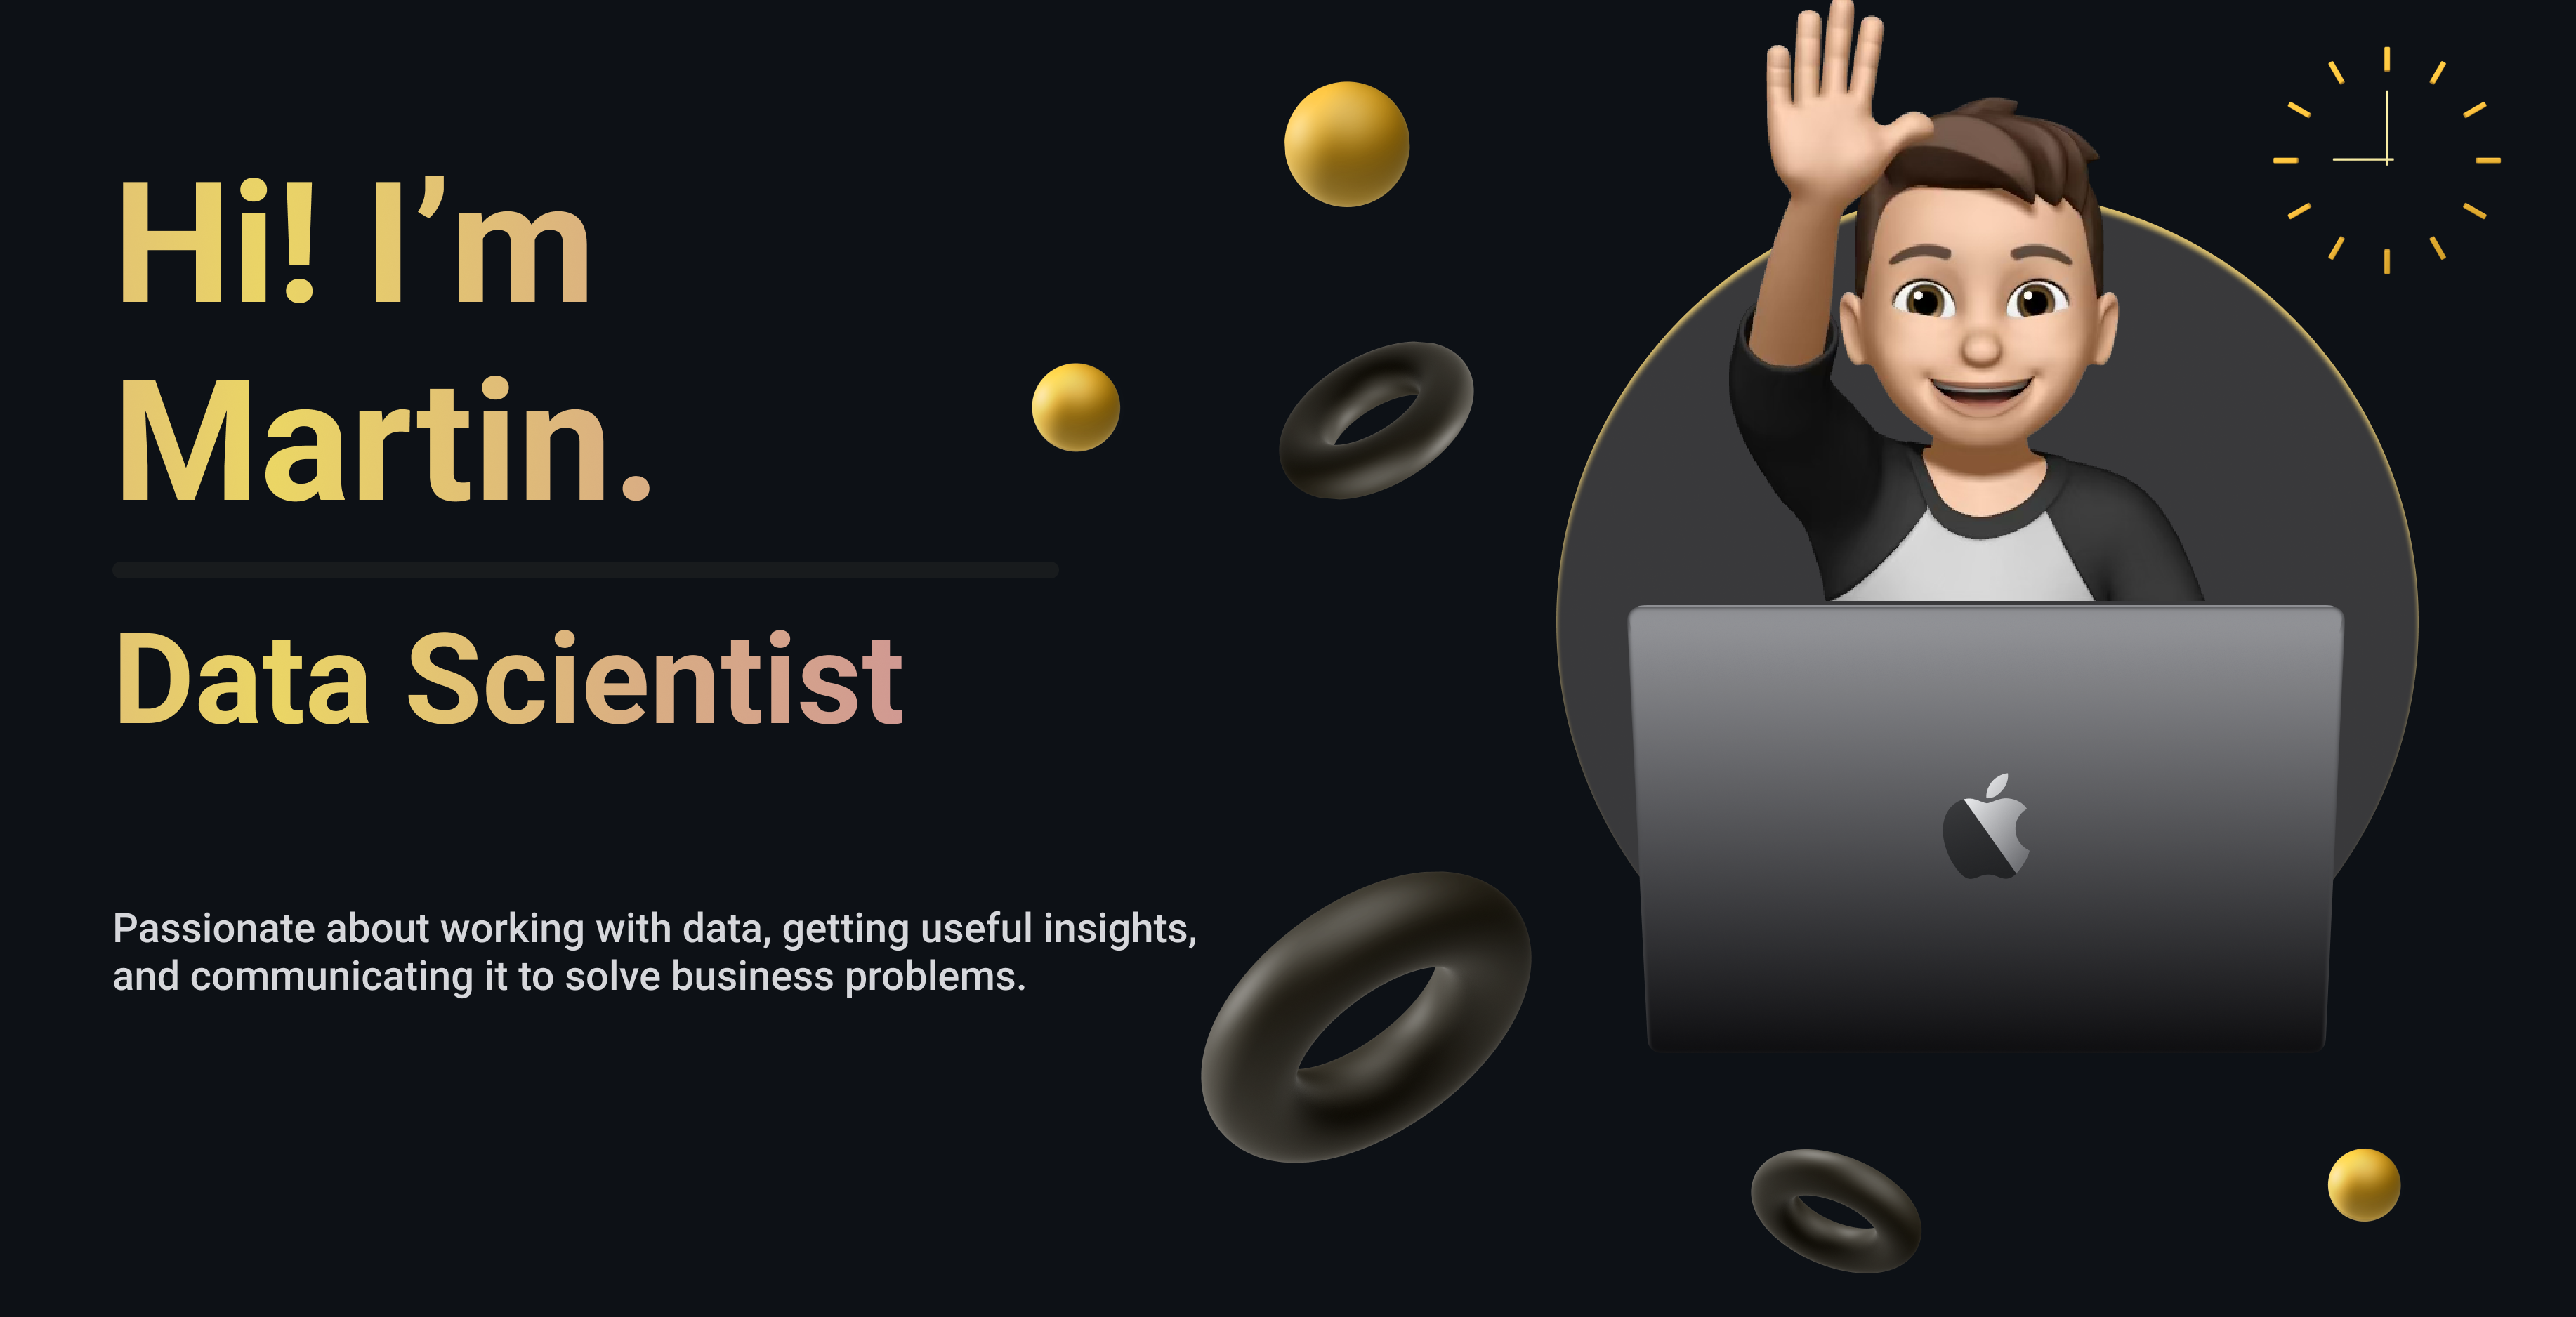 Hi! I’m
Martin.
Data Scientist
Passionate about working with data, getting useful insights,
and communicating it to solve business problems.